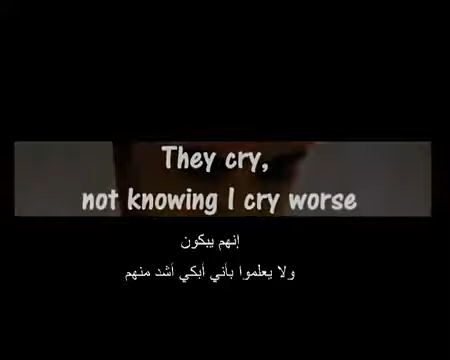 They cry,
not knowing I cry worse
إنهم يبكون
ولا يعلموا بأني أبكي أشد منهم